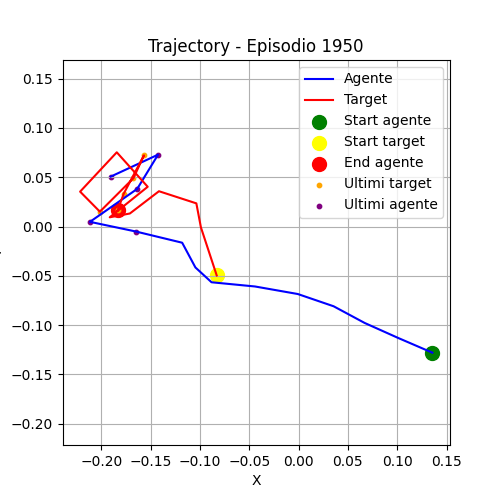 Trajectory - Episodio 1950
Agente
Target
Start agente
Start target
End agente
Ultimi target
Ultimi agente
0.15
0.10
0.05
0.00
−0.05
−0.10
−0.15
−0.20
−0.20 −0.15 −0.10 −0.05 0.00 0.05 0.10 0.15
X